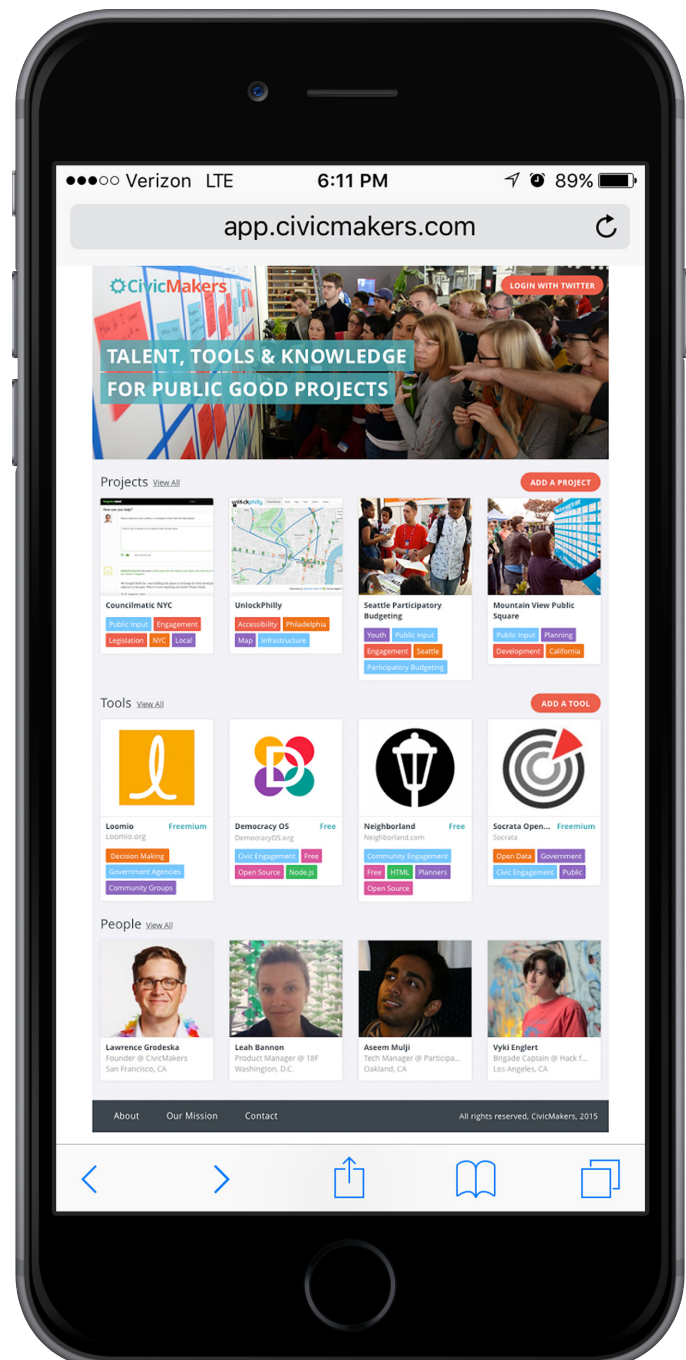 Verizon LTE 6:11 PM 89%
app.civicmakers.com
CivicMakers LOGIN WITH TWITTER
TALENT, TOOLS & KNOWLEDGE
FOR PUBLIC GOOD PROJECTS
Projects View All ADD A PROJECT
How can you help?
unlockphilly
Councilmatic NYC
Public Input Engagement
Legislation NYC Local
UnlockPhilly
Accessibility Philadelphia
Map Infrastructure
Seattle Participatory
Budgeting
Youth Public Input
Engagement Seattle
Participatory Budgeting
Mountain View Public
Square
Public Input Planning
Development California
Tools View All ADD A TOOL
Loomio Freemium
Loomio.org
Decision Making
Government Agencies
Community Groups
D
Democracy OS Free
DemocracyOS.org
Civic Engagement Free
Open Source Node.js
Neighborland Free
Neighborland.com
Community Engagement
Free HTML Planners
Open Source
Socrata Open... Freemium
Socrata
Open Data Government
Civic Engagement Public
People View All
Lawrence Grodeska
Founder @ CivicMakers
San Francisco, CA
Leah Bannon
Product Manager @ 18F
Washington, D.C.
Aseem Mulji
Tech Manager @ Participa...
Oakland, CA
Vyki Englert
Brigade Captain @ Hack f...
Los Angeles, CA
About Our Mission Contact All rights reserved, CivicMakers, 2015